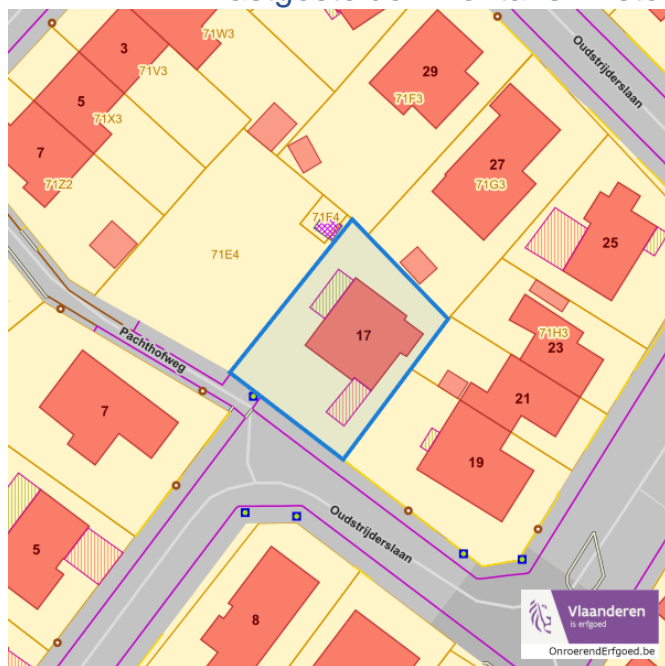 71W3
3
71V3
Oudstrijderslaan
29
5
71F3
71X3
27
7
71G3
71Z2
71F4
25
71E4
17
71H3
23
Pachthofweg
21
7
19
Oudstrijderslaan
5
8
Vlaanderen
is erfgoed
OnroerendErfgoed.be